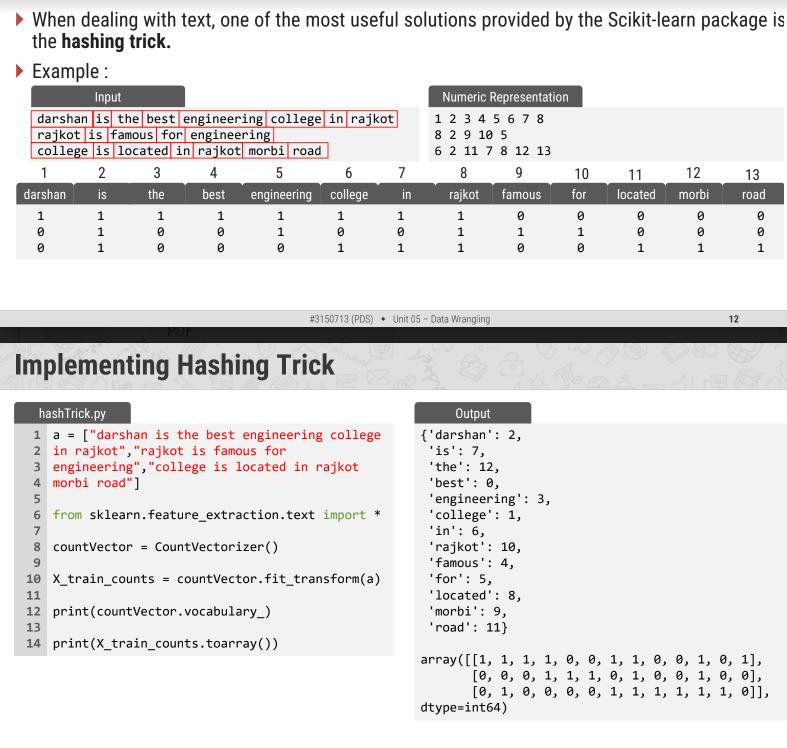 When dealing with text, one of the most useful solutions provided by the Scikit-learn package is
the hashing trick.
Example :
Input
darshan is the best engineering college in rajkot
rajkot is famous for engineering
college is located in rajkot morbi road
Numeric Representation
1 2 3 4 5 6 7 8
8 2 9 10 5
6 2 11 7 8 12 13
1 2 3 4 5 6 7 8 9 10 11 12 13
darshan is the best engineering college in rajkot famous for located morbi road
1 1 1 1 1 1 1 1 0 0 0 0 0
0 1 0 0 1 0 0 1 1 1 0 0 0
0 1 0 0 0 1 1 1 0 0 1 1 1
#3150713 (PDS) ◆ Unit 05 – Data Wrangling 12
PDF
Implementing Hashing Trick
hashTrick.py
1 a = ["darshan is the best engineering college
2 in rajkot","rajkot is famous for
3 engineering","college is located in rajkot
4 morbi road"]
5
6 from sklearn.feature_extraction.text import *
7
8 countVector = CountVectorizer()
9
10 X_train_counts = countVector.fit_transform(a)
11
12 print(countVector.vocabulary_)
13
14 print(X_train_counts.toarray())
Output
{'darshan': 2,
'is': 7,
'the': 12,
'best': 0,
'engineering': 3,
'college': 1,
'in': 6,
'rajkot': 10,
'famous': 4,
'for': 5,
'located': 8,
'morbi': 9,
'road': 11}
array([[1, 1, 1, 1, 0, 0, 1, 1, 0, 0, 1, 0, 1],
[0, 0, 0, 1, 1, 1, 0, 1, 0, 0, 1, 0, 0],
[0, 1, 0, 0, 0, 0, 1, 1, 1, 1, 1, 1, 0]],
dtype=int64)